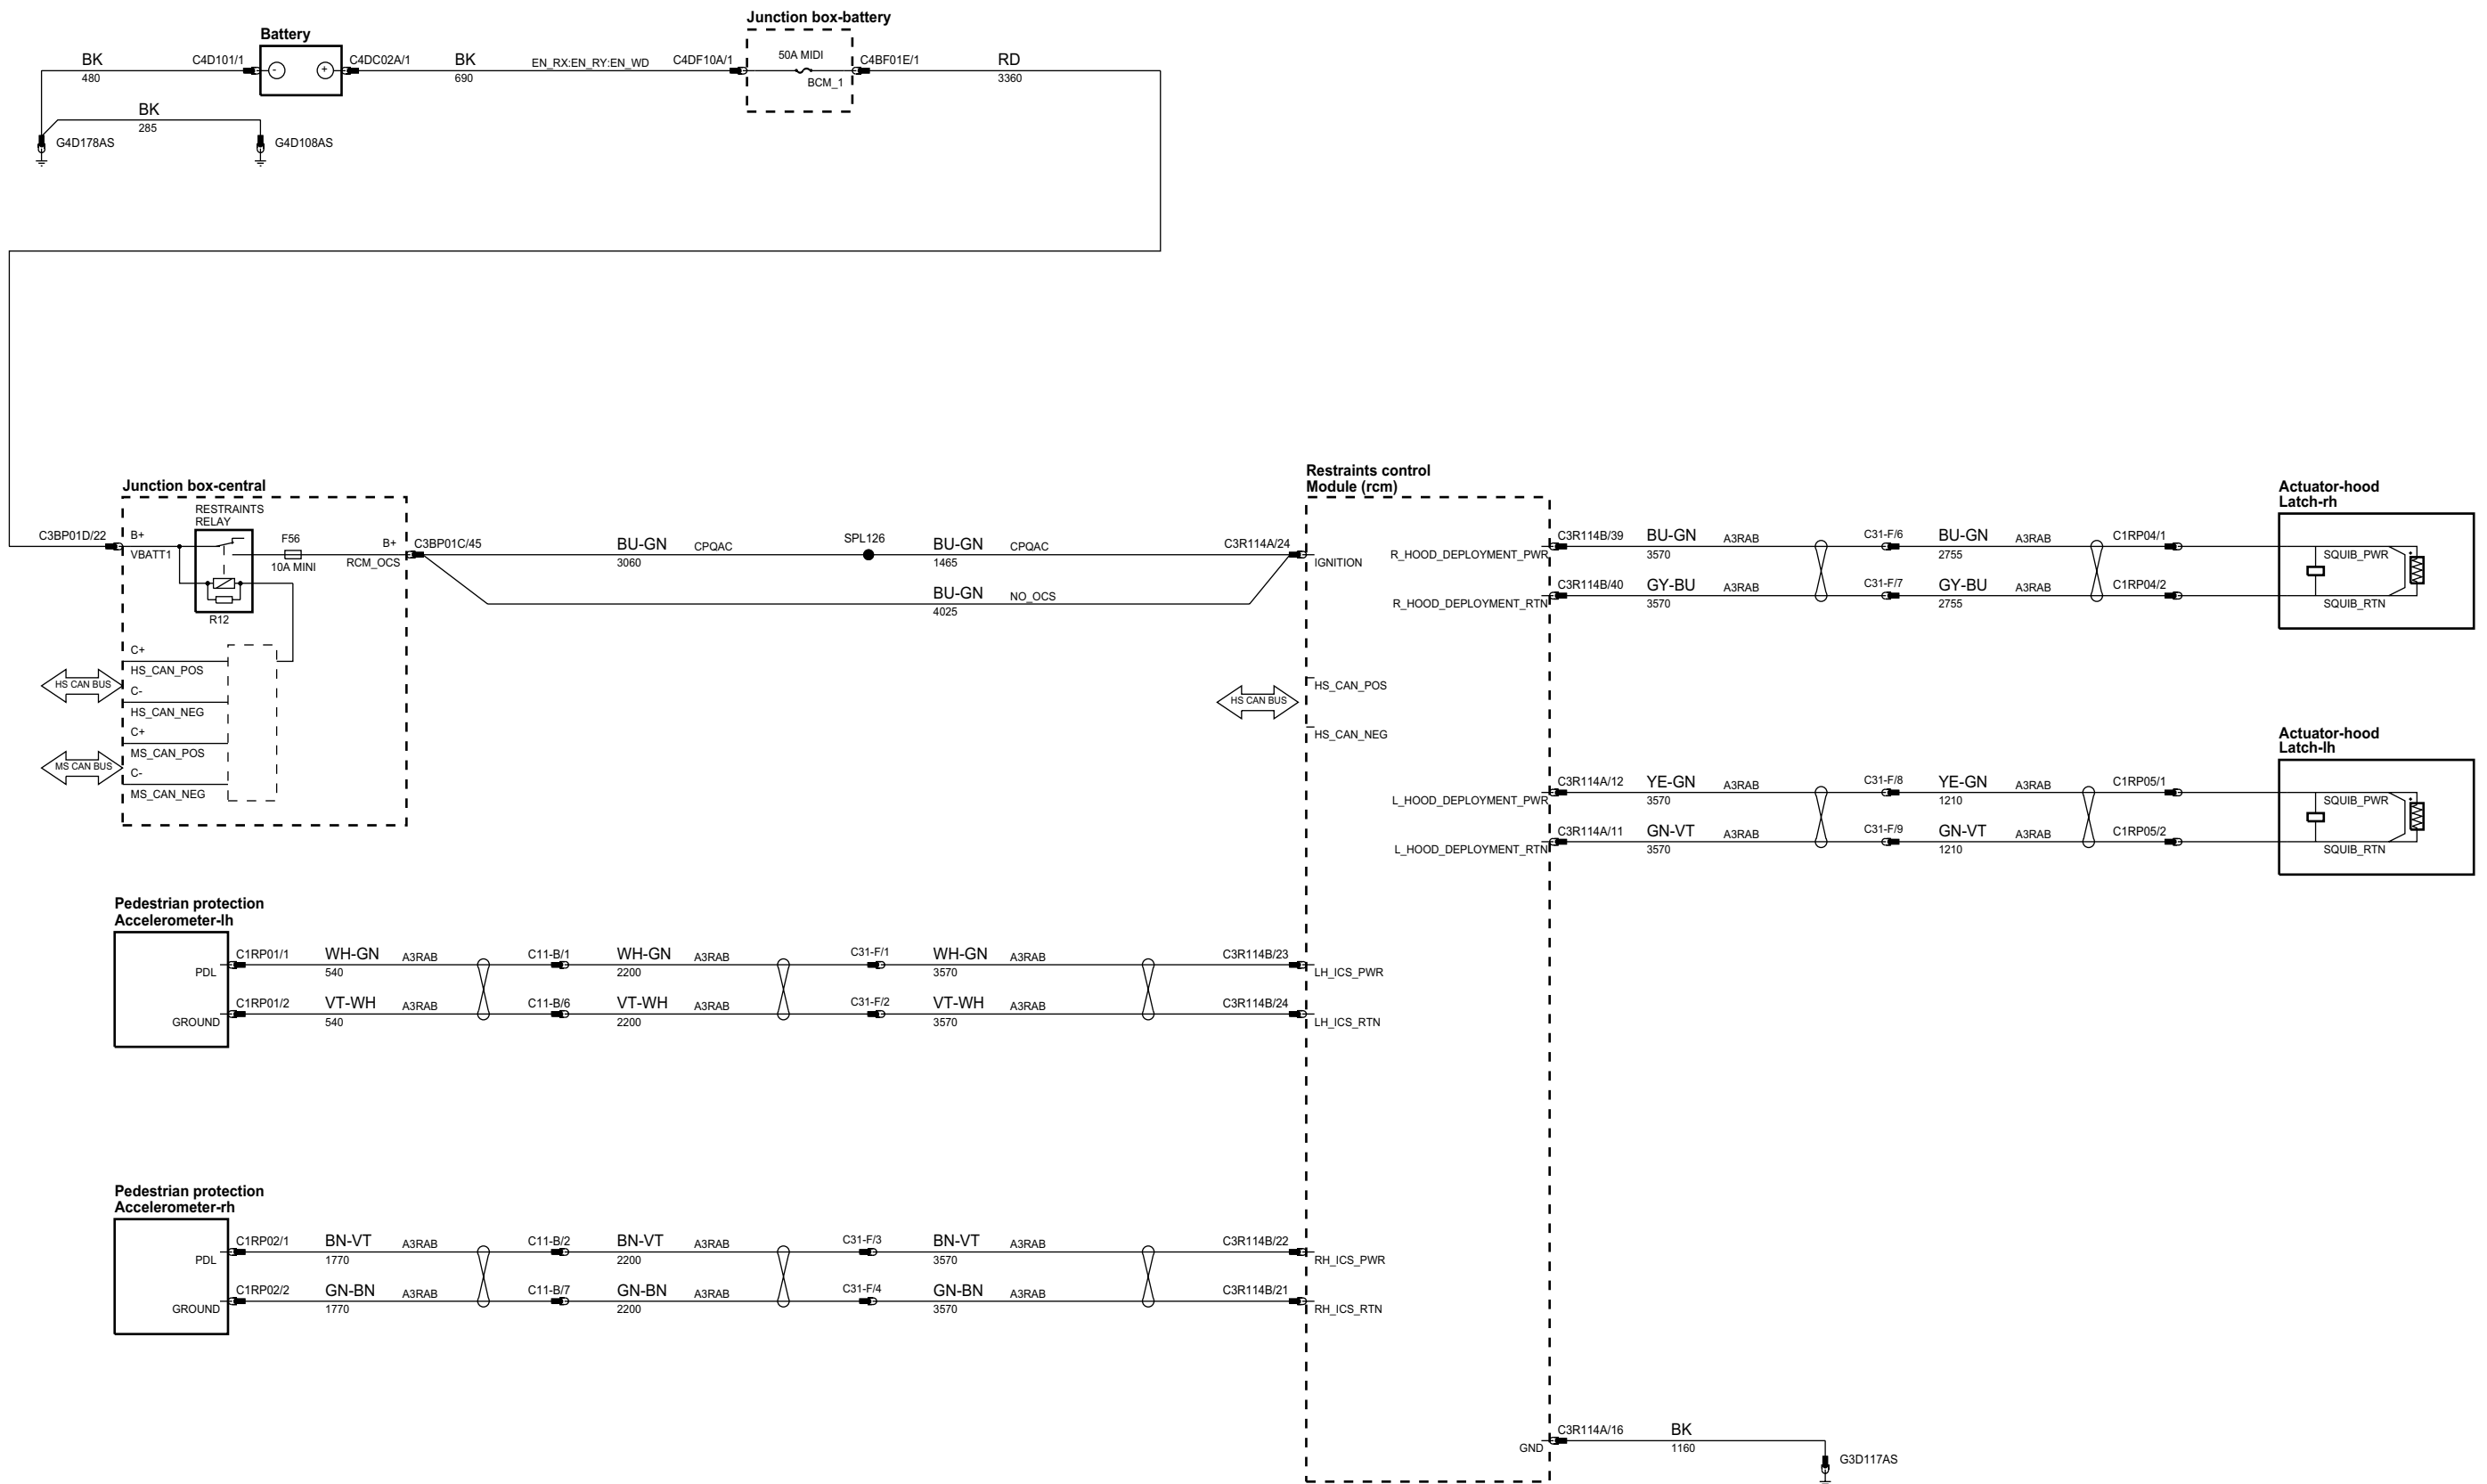 Junction box-battery
Battery
BK
480
C4D101/1
-
+
C4DC02A/1
BK
690
EN_RX:EN_RY:EN_WD
C4DF10A/1
50A MIDI
BCM_1
C4BF01E/1
RD
3360
BK
285
G4D178AS
G4D108AS
Junction box-central
C3BP01D/22
B+
VBATT1
RESTRAINTS
RELAY
R12
F56
10A MINI
B+
RCM_OCS
C3BP01C/45
BU-GN
3060
CPQAC
SPL126
BU-GN
1465
CPQAC
C3R114A/24
BU-GN
4025
NO_OCS
C+
HS_CAN_POS
HS CAN BUS
C-
HS_CAN_NEG
C+
MS_CAN_POS
MS CAN BUS
C-
MS_CAN_NEG
Restraints control
Module (rcm)
IGNITION
HS CAN BUS
HS_CAN_POS
HS_CAN_NEG
R_HOOD_DEPLOYMENT_PWR
C3R114B/39
BU-GN
3570
A3RAB
C31-F/6
BU-GN
2755
A3RAB
C1RP04/1
R_HOOD_DEPLOYMENT_RTN
C3R114B/40
GY-BU
3570
A3RAB
C31-F/7
GY-BU
2755
A3RAB
C1RP04/2
Actuator-hood
Latch-rh
SQUIB_PWR
SQUIB_RTN
L_HOOD_DEPLOYMENT_PWR
C3R114A/12
YE-GN
3570
A3RAB
C31-F/8
YE-GN
1210
A3RAB
C1RP05/1
L_HOOD_DEPLOYMENT_RTN
C3R114A/11
GN-VT
3570
A3RAB
C31-F/9
GN-VT
1210
A3RAB
C1RP05/2
Actuator-hood
Latch-lh
SQUIB_PWR
SQUIB_RTN
Pedestrian protection
Accelerometer-lh
PDL
C1RP01/1
WH-GN
540
A3RAB
C11-B/1
WH-GN
2200
A3RAB
C31-F/1
WH-GN
3570
A3RAB
C3R114B/23
LH_ICS_PWR
GROUND
C1RP01/2
VT-WH
540
A3RAB
C11-B/6
VT-WH
2200
A3RAB
C31-F/2
VT-WH
3570
A3RAB
C3R114B/24
LH_ICS_RTN
Pedestrian protection
Accelerometer-rh
PDL
C1RP02/1
BN-VT
1770
A3RAB
C11-B/2
BN-VT
2200
A3RAB
C31-F/3
BN-VT
3570
A3RAB
C3R114B/22
RH_ICS_PWR
GROUND
C1RP02/2
GN-BN
1770
A3RAB
C11-B/7
GN-BN
2200
A3RAB
C31-F/4
GN-BN
3570
A3RAB
C3R114B/21
RH_ICS_RTN
GND
C3R114A/16
BK
1160
G3D117AS